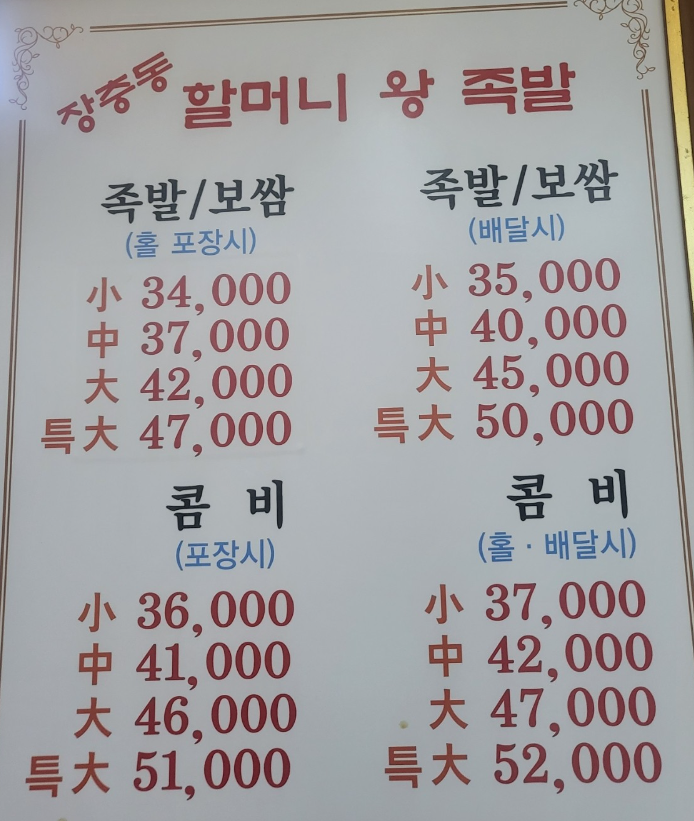 장충동 할머니 왕 족발
족발/보쌈
(홀 포장시)
小 34,000
中 37,000
大 42,000
특大 47,000
족발/보쌈
(배달시)
小 35,000
中 40,000
大 45,000
특大 50,000
콤 비
(포장시)
小 36,000
中 41,000
大 46,000
특大 51,000
콤 비
(홀 · 배달시)
小 37,000
中 42,000
大 47,000
특大 52,000